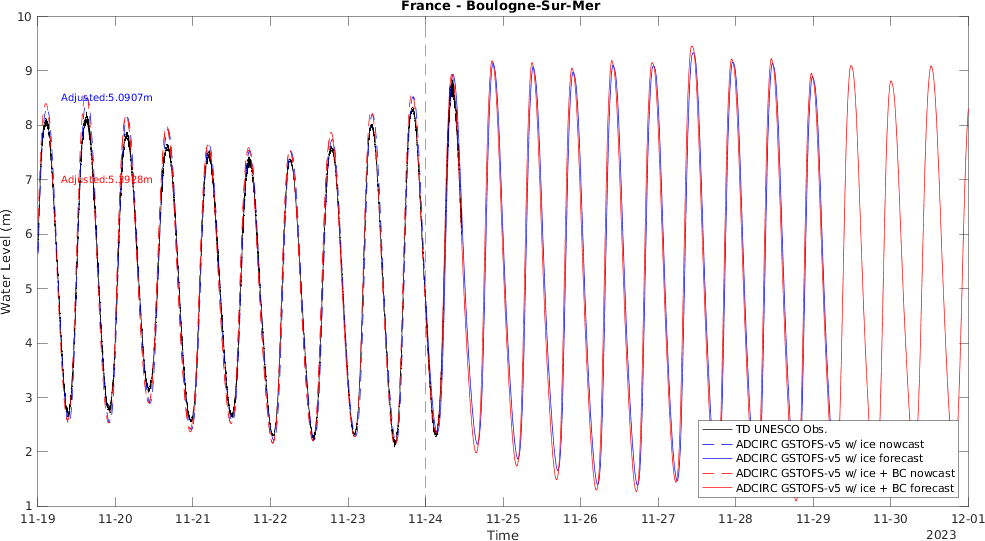 France - Boulogne-Sur-Mer
10
9
8
7
6
5
4
3
2
1
Water Level (m)
Adjusted:5.0907m
Adjusted:5.3928m
TD UNESCO Obs.
ADCIRC GSTOFS-v5 w/ ice nowcast
ADCIRC GSTOFS-v5 w/ ice forecast
ADCIRC GSTOFS-v5 w/ ice + BC nowcast
ADCIRC GSTOFS-v5 w/ ice + BC forecast
11-19 11-20 11-21 11-22 11-23 11-24 11-25 11-26 11-27 11-28 11-29 11-30 12-01
Time
2023